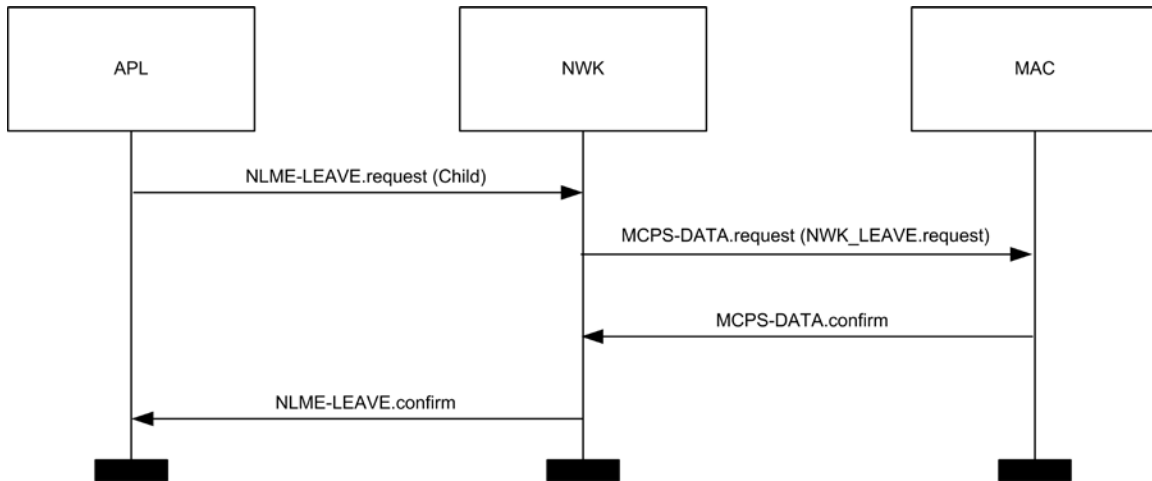 APL
NWK
MAC
NLME-LEAVE.request (Child)
MCPS-DATA.request (NWK_LEAVE.request)
MCPS-DATA.confirm
NLME-LEAVE.confirm